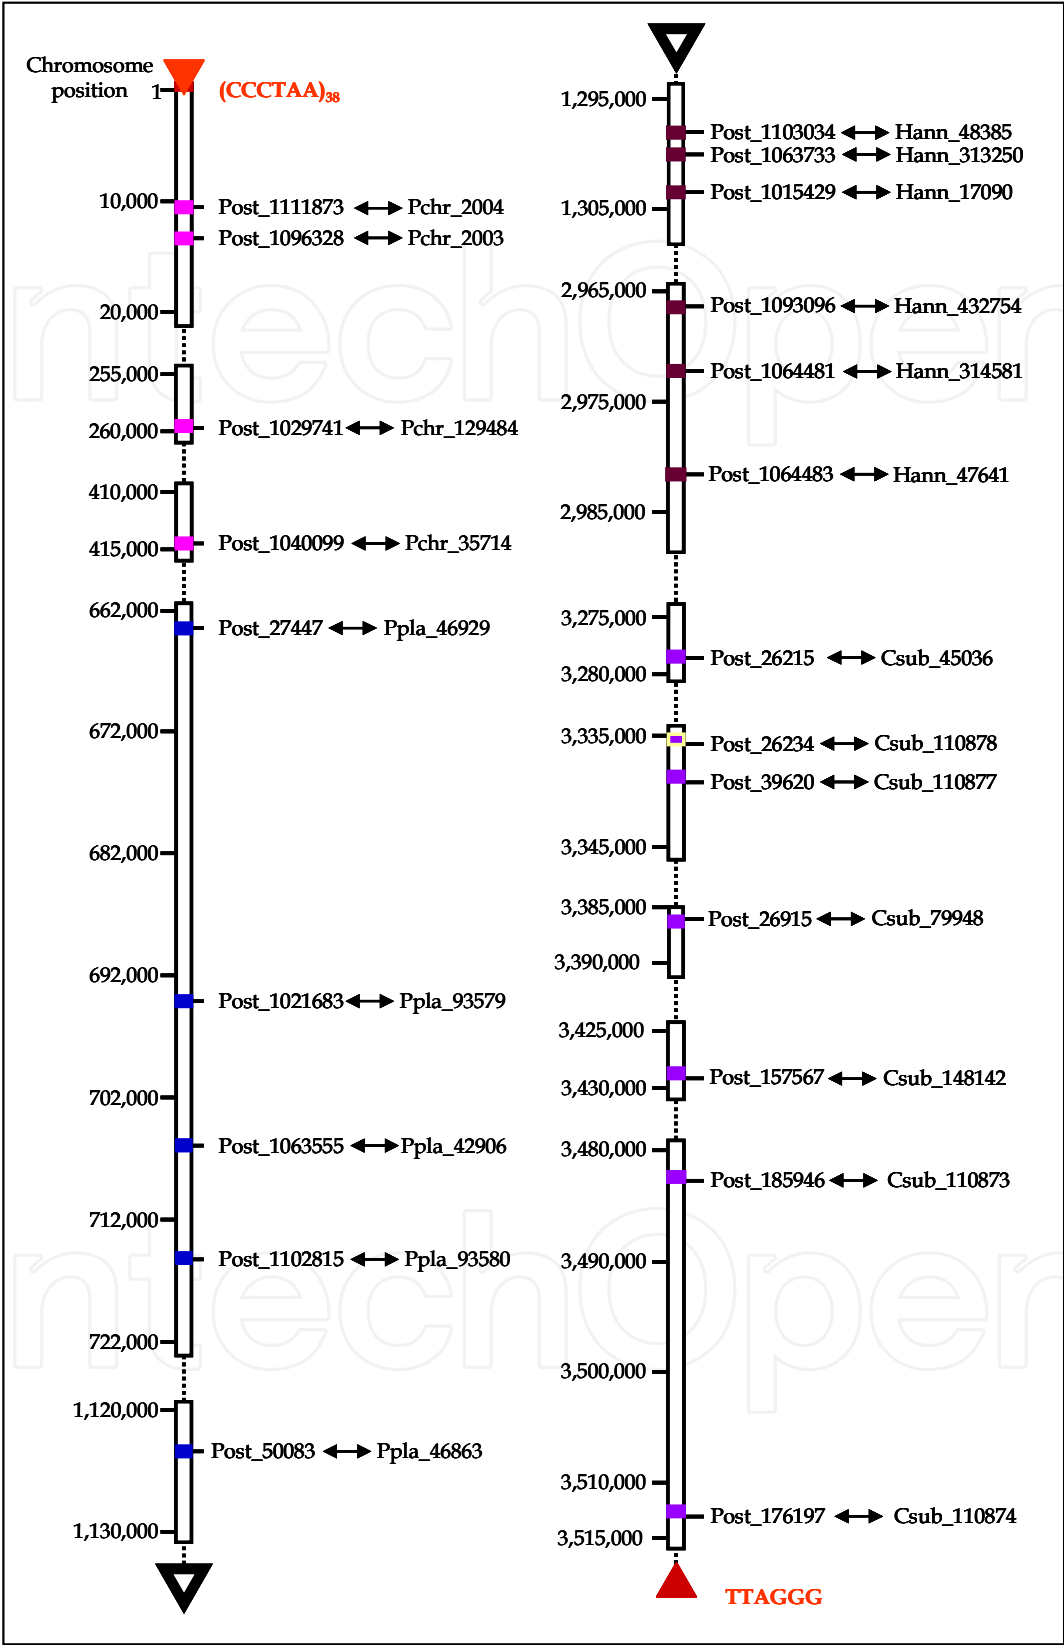 Chromosome
position 1 (CCCTAA)38
10,000
Post_1111873 Pchr_2004
Post_1096328 Pchr_2003
20,000
255,000
Post_1029741 Pchr_129484
260,000
410,000
Post_1040099 Pchr_35714
415,000
662,000
Post_27447 Ppla_46929
672,000
682,000
692,000
Post_1021683 Ppla_93579
702,000
Post_1063555 Ppla_42906
712,000
Post_1102815 Ppla_93580
722,000
1,120,000
Post_50083 Ppla_46863
1,130,000
1,295,000
Post_1103034 Hann_48385
Post_1063733 Hann_313250
Post_1015429 Hann_17090
1,305,000
2,965,000
Post_1093096 Hann_432754
Post_1064481 Hann_314581
2,975,000
Post_1064483 Hann_47641
2,985,000
3,275,000
Post_26215 Csub_45036
3,280,000
3,335,000
Post_26234 Csub_110878
Post_39620 Csub_110877
3,345,000
3,385,000
Post_26915 Csub_79948
3,390,000
3,425,000
Post_157567 Csub_148142
3,430,000
3,480,000
Post_185946 Csub_110873
3,490,000
3,500,000
3,510,000
Post_176197 Csub_110874
3,515,000
TTAGGG
ntechOpen
ntechOpen